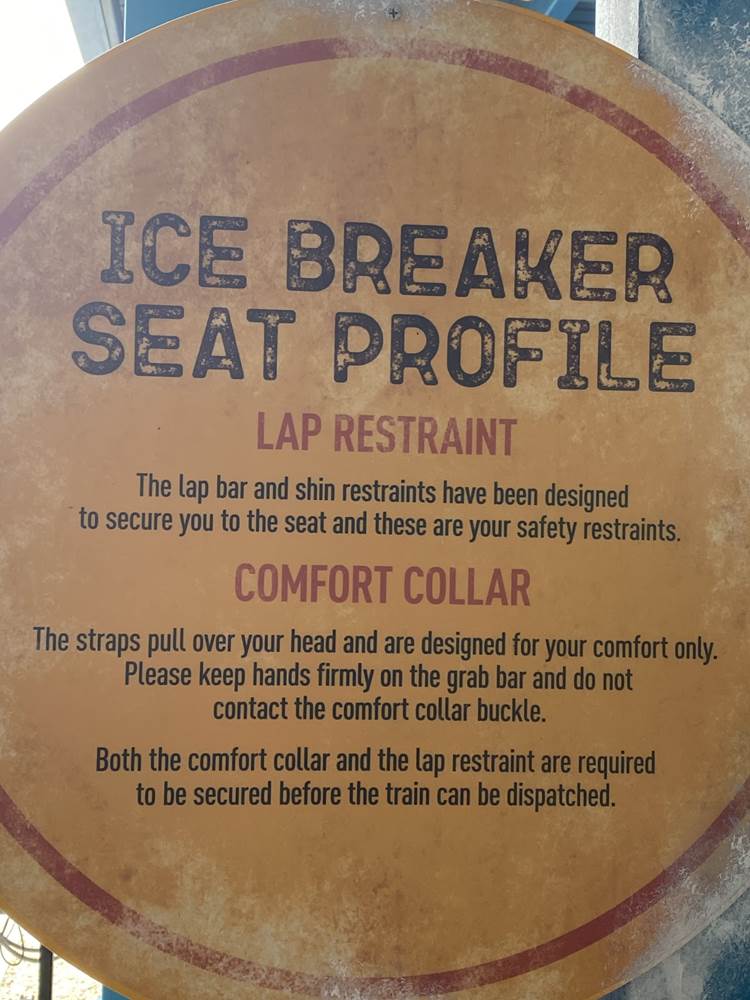 ICE BREAKER
SEAT PROFILE
LAP RESTRAINT
The lap bar and shin restraints have been designed
to secure you to the seat and these are your safety restraints.
COMFORT COLLAR
The straps pull over your head and are designed for your comfort only.
Please keep hands firmly on the grab bar and do not
contact the comfort collar buckle.
Both the comfort collar and the lap restraint are required
to be secured before the train can be dispatched.